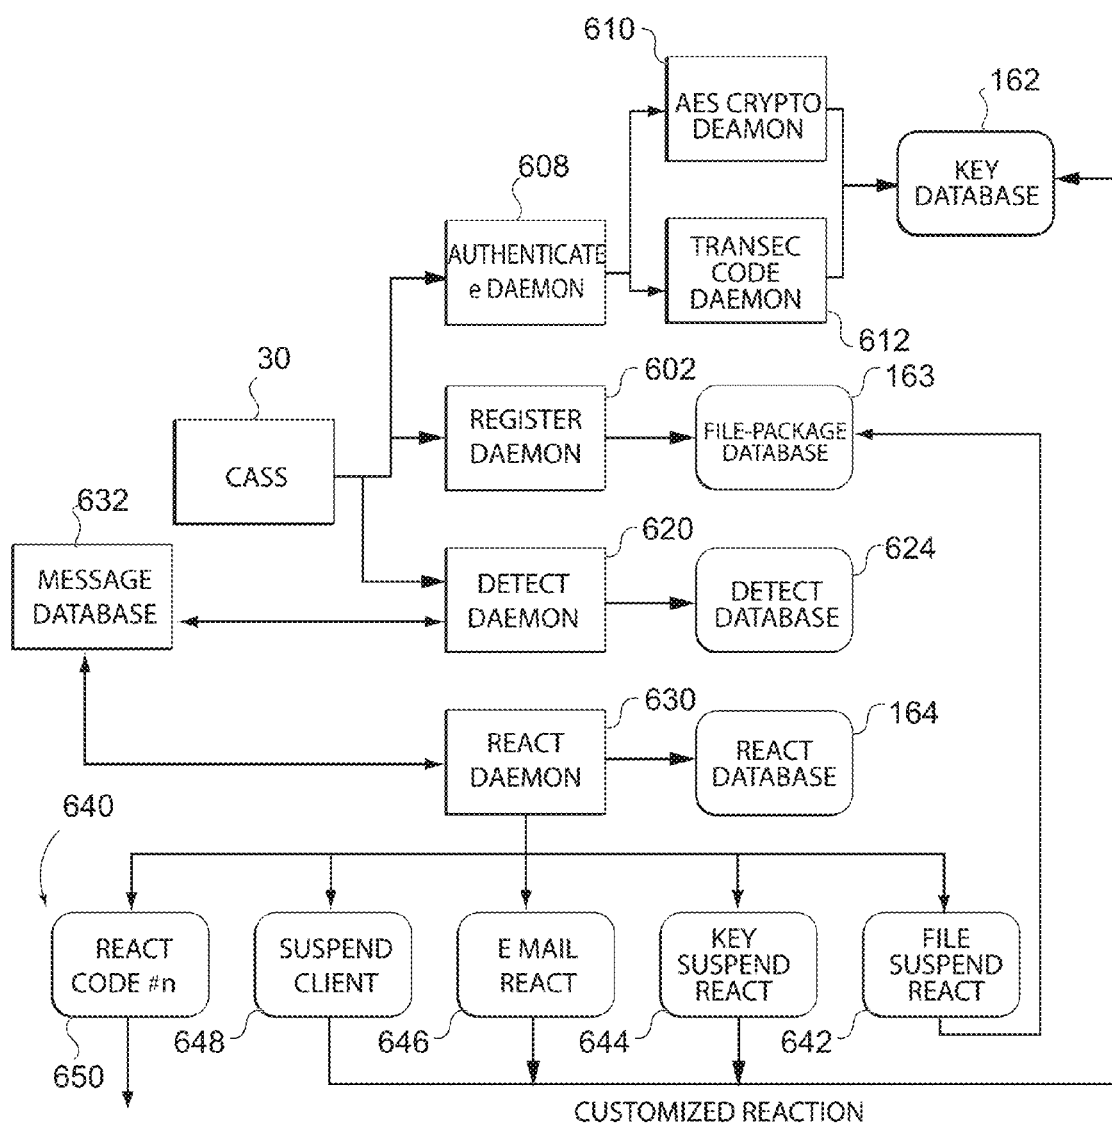 610
AES CRYPTO
DEAMON
162
KEY
DATABASE
608
AUTHENTICATE
e DAEMON
TRANSEC
CODE
DAEMON
612
30
CASS
602
REGISTER
DAEMON
163
FILE-PACKAGE
DATABASE
632
MESSAGE
DATABASE
620
DETECT
DAEMON
624
DETECT
DATABASE
630
REACT
DAEMON
164
REACT
DATABASE
640
REACT
CODE #n
SUSPEND
CLIENT
E MAIL
REACT
KEY
SUSPEND
REACT
FILE
SUSPEND
REACT
650
648
646
644
642
CUSTOMIZED REACTION